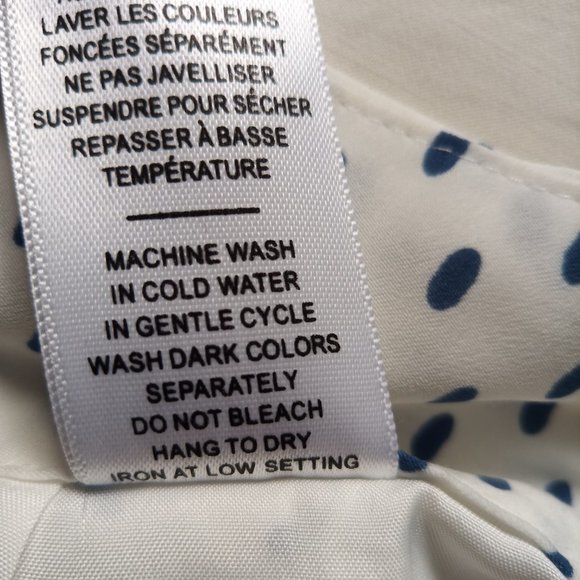 LAVER LES COULEURS
FONCÉES SÉPARÉMENT
NE PAS JAVELLISER
SUSPENDRE POUR SÉCHER
REPASSER À BASSE
TEMPÉRATURE
MACHINE WASH
IN COLD WATER
IN GENTLE CYCLE
WASH DARK COLORS
SEPARATELY
DO NOT BLEACH
HANG TO DRY
IRON AT LOW SETTING